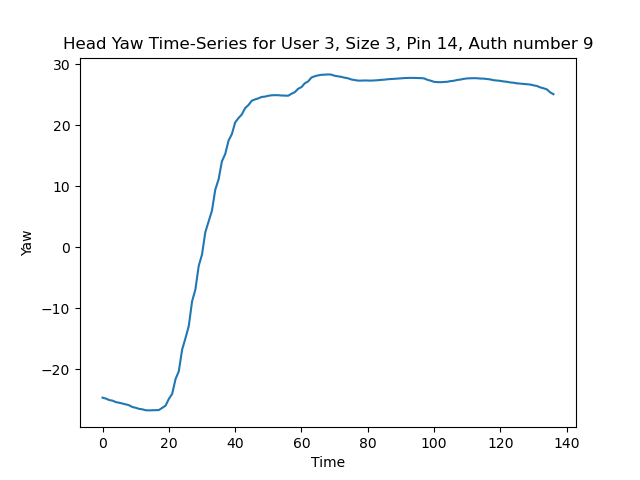 Head Yaw Time-Series for User 3, Size 3, Pin 14, Auth number 9
30
20
10
0
−10
−20
Yaw
0 20 40 60 80 100 120 140
Time